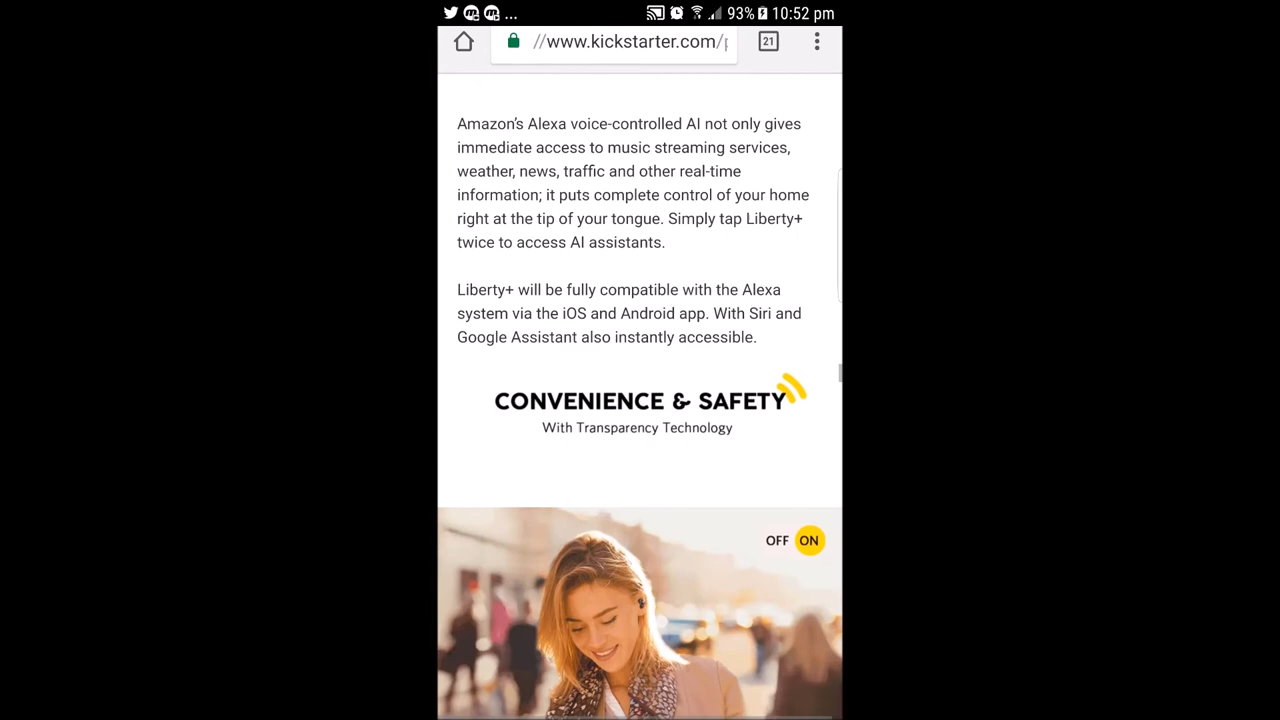 ... 93% 10:52 pm
//www.kickstarter.com/ 21
Amazon's Alexa voice-controlled AI not only gives
immediate access to music streaming services,
weather, news, traffic and other real-time
information; it puts complete control of your home
right at the tip of your tongue. Simply tap Liberty+
twice to access AI assistants.
Liberty+ will be fully compatible with the Alexa
system via the iOS and Android app. With Siri and
Google Assistant also instantly accessible.
CONVENIENCE & SAFETY
With Transparency Technology
OFF ON